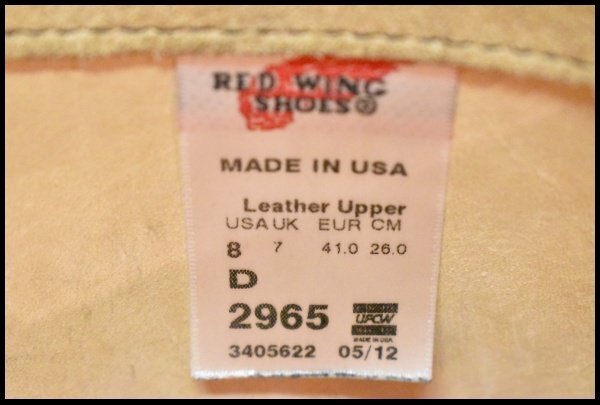 RED WING
SHOES®
MADE IN USA
Leather Upper
USA UK EUR CM
8 7 41.0 26.0
D
2965 UFCW
MADE IN USA
3405622 05/12